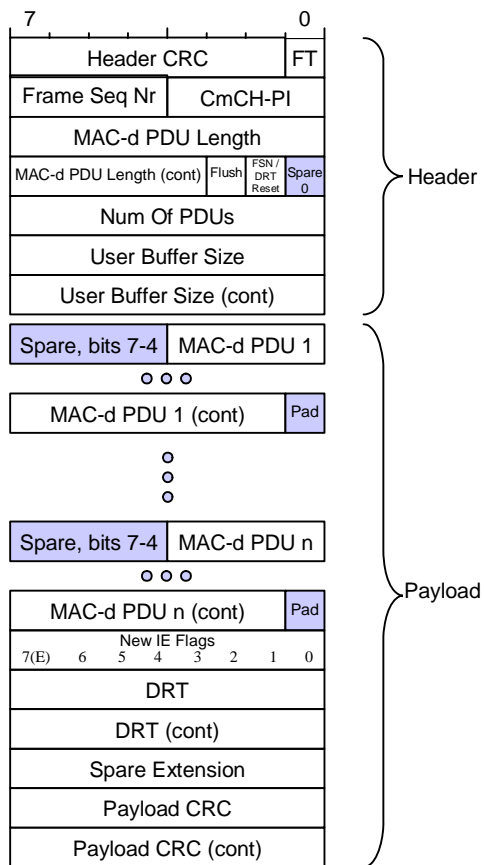 7 0
Header CRC FT
Frame Seq Nr CmCH-PI
MAC-d PDU Length
MAC-d PDU Length (cont) Flush FSN / DRT Reset Spare 0
Num Of PDUs
User Buffer Size
User Buffer Size (cont)
Header
Spare, bits 7-4 MAC-d PDU 1
MAC-d PDU 1 (cont) Pad
Spare, bits 7-4 MAC-d PDU n
MAC-d PDU n (cont) Pad
New IE Flags
7(E) 6 5 4 3 2 1 0
DRT
DRT (cont)
Spare Extension
Payload CRC
Payload CRC (cont)
Payload